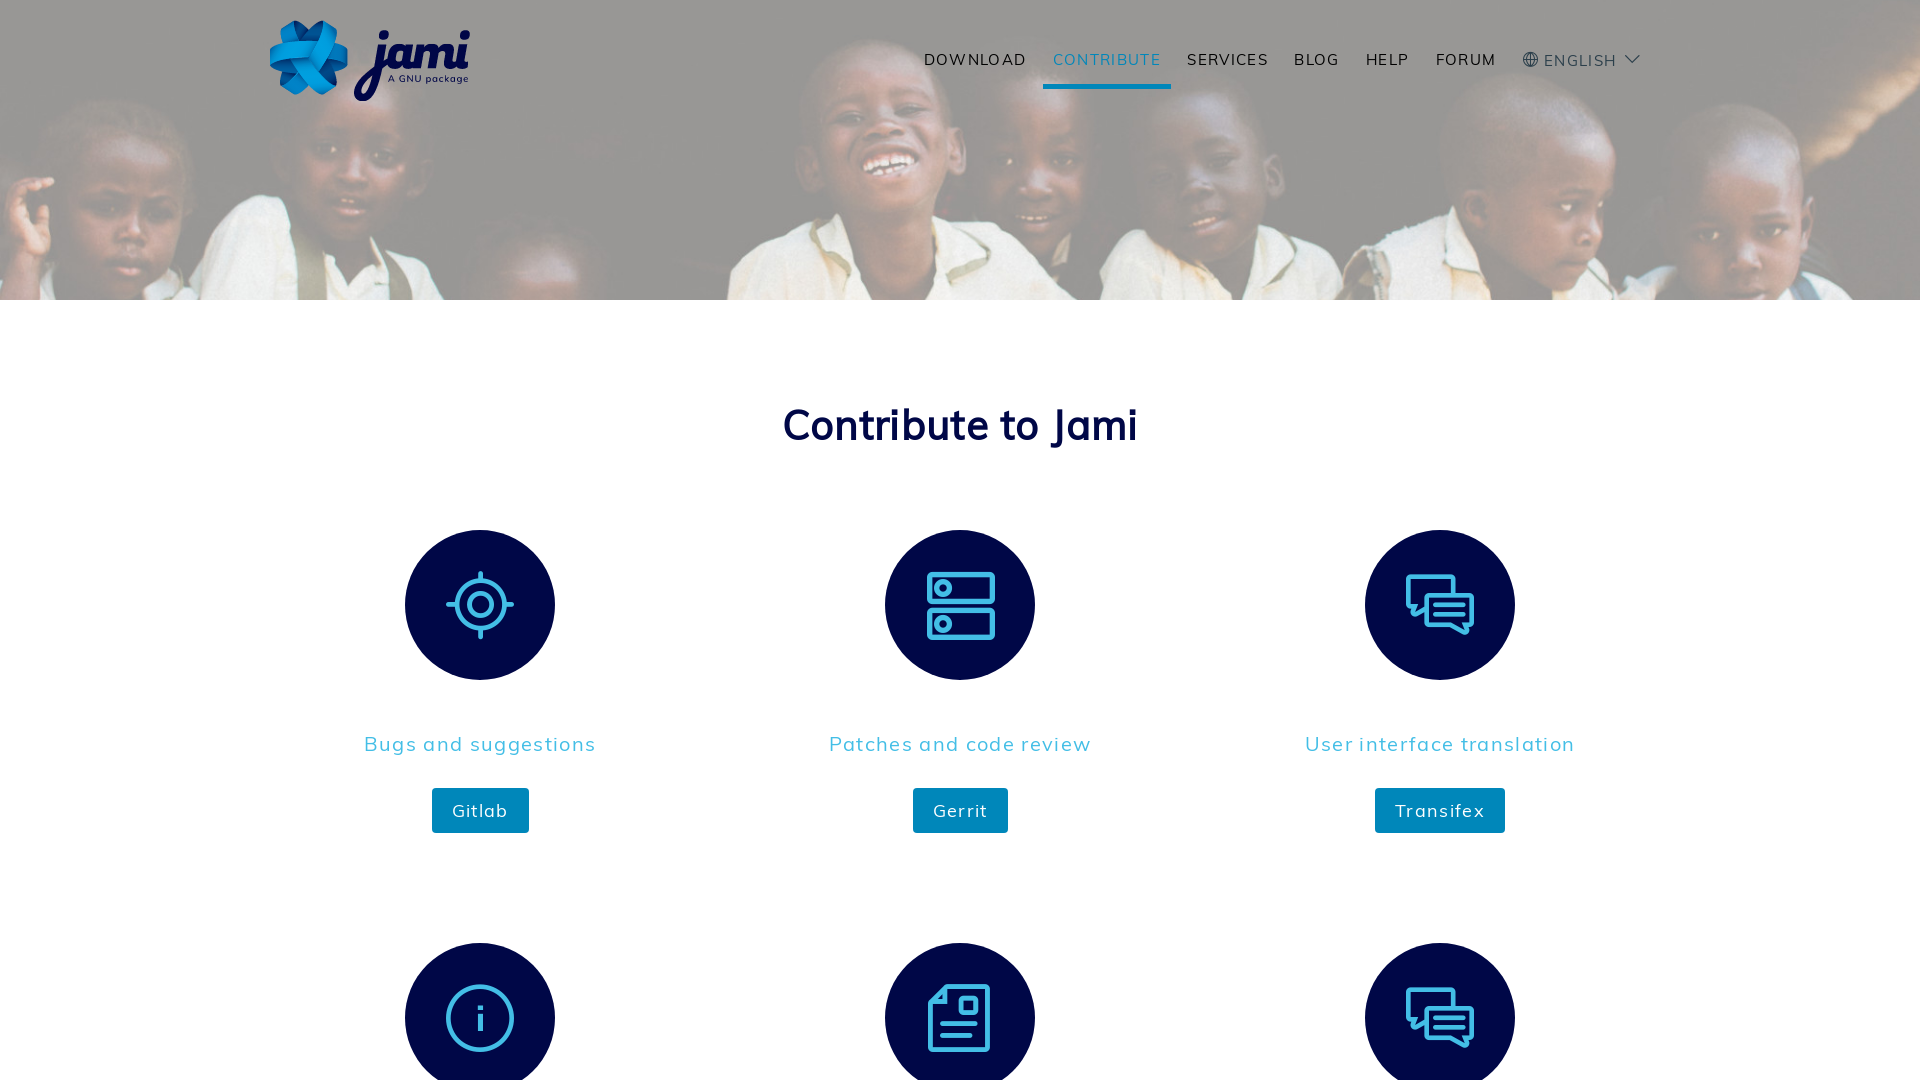 jami
A GNU package
DOWNLOAD
CONTRIBUTE
SERVICES
BLOG
HELP
FORUM
ENGLISH
Contribute to Jami
Bugs and suggestions
Patches and code review
User interface translation
Gitlab
Gerrit
Transifex